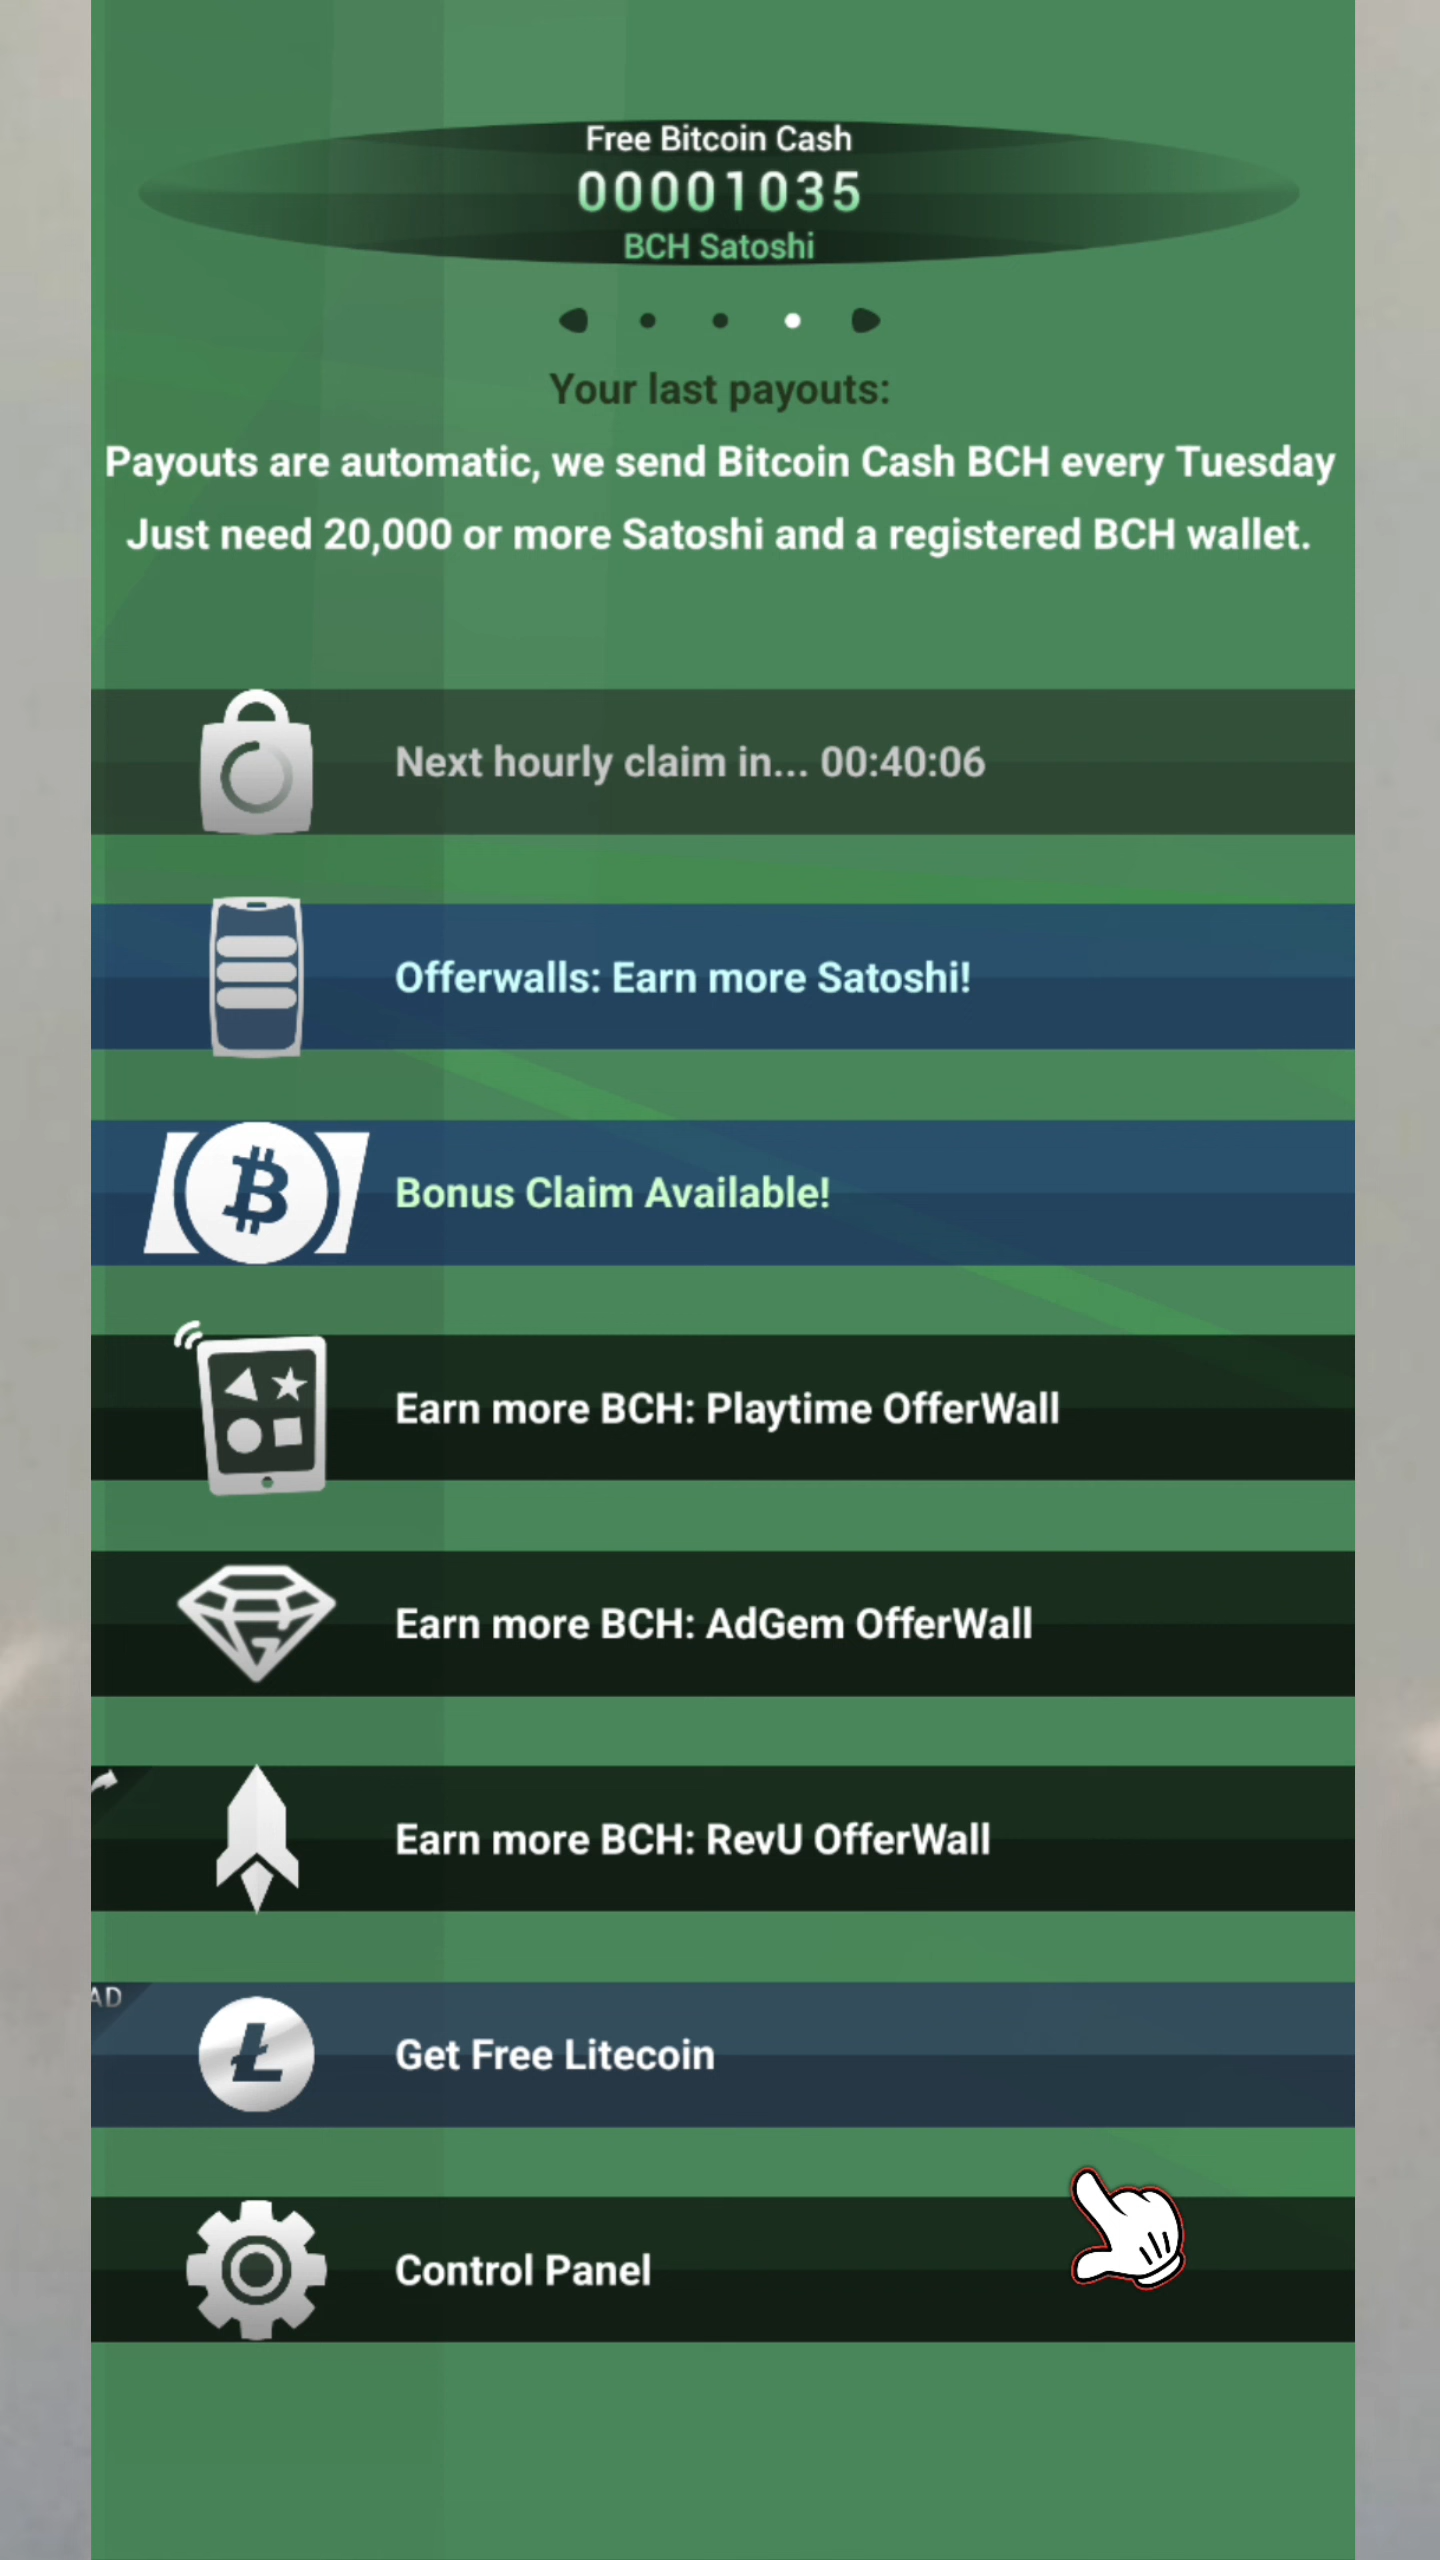 Free Bitcoin Cash
00001035
BCH Satoshi
Your last payouts:
Payouts are automatic, we send Bitcoin Cash BCH every Tuesday
Just need 20,000 or more Satoshi and a registered BCH wallet.
Next hourly claim in... 00:40:06
Offerwalls: Earn more Satoshi!
Bonus Claim Available!
Earn more BCH: Playtime OfferWall
Earn more BCH: AdGem OfferWall
Earn more BCH: RevU OfferWall
AD
Get Free Litecoin
Control Panel